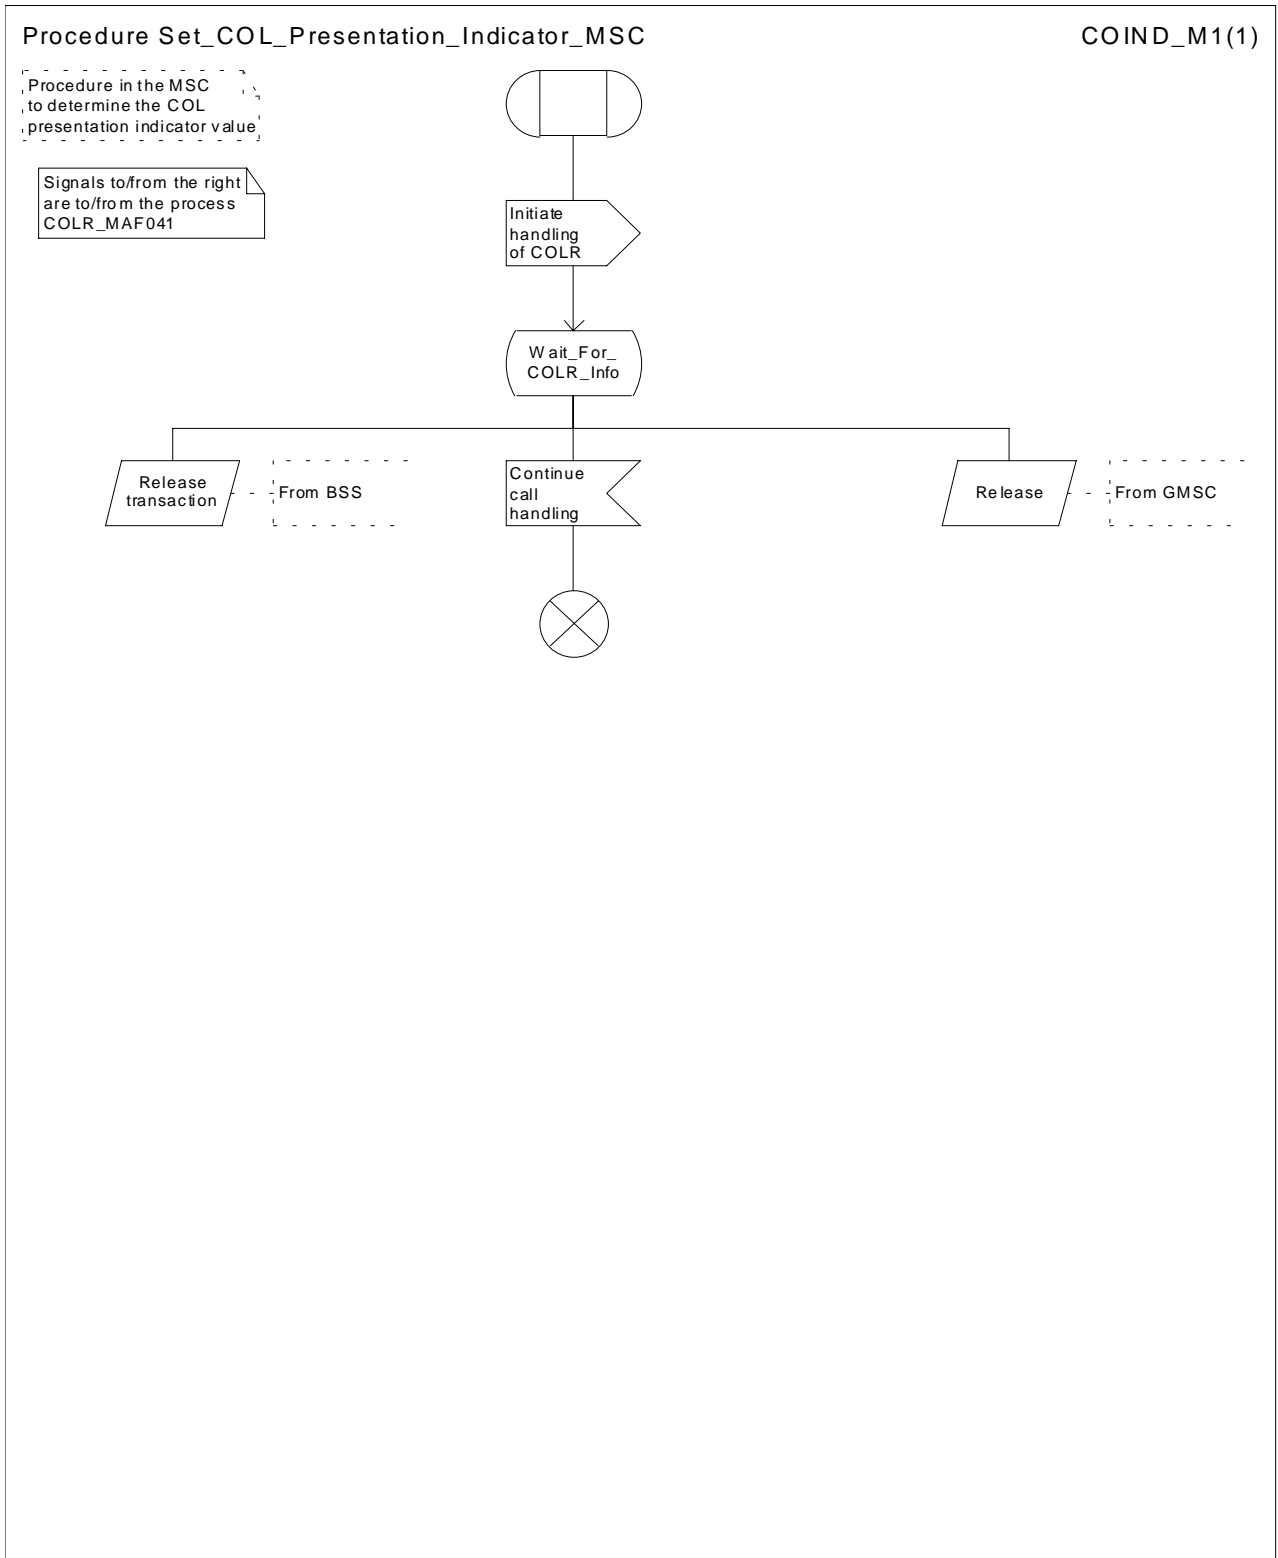 Procedure Set_COL_Presentation_Indicator_MSC
COIND_M1(1)
Procedure in the MSC
to determine the COL
presentation indicator value
Signals to/from the right
are to/from the process
COLR_MAF041
Initiate
handling
of COLR
Wait_For_
COLR_Info
Release
transaction
From BSS
Continue
call
handling
Release
From GMSC